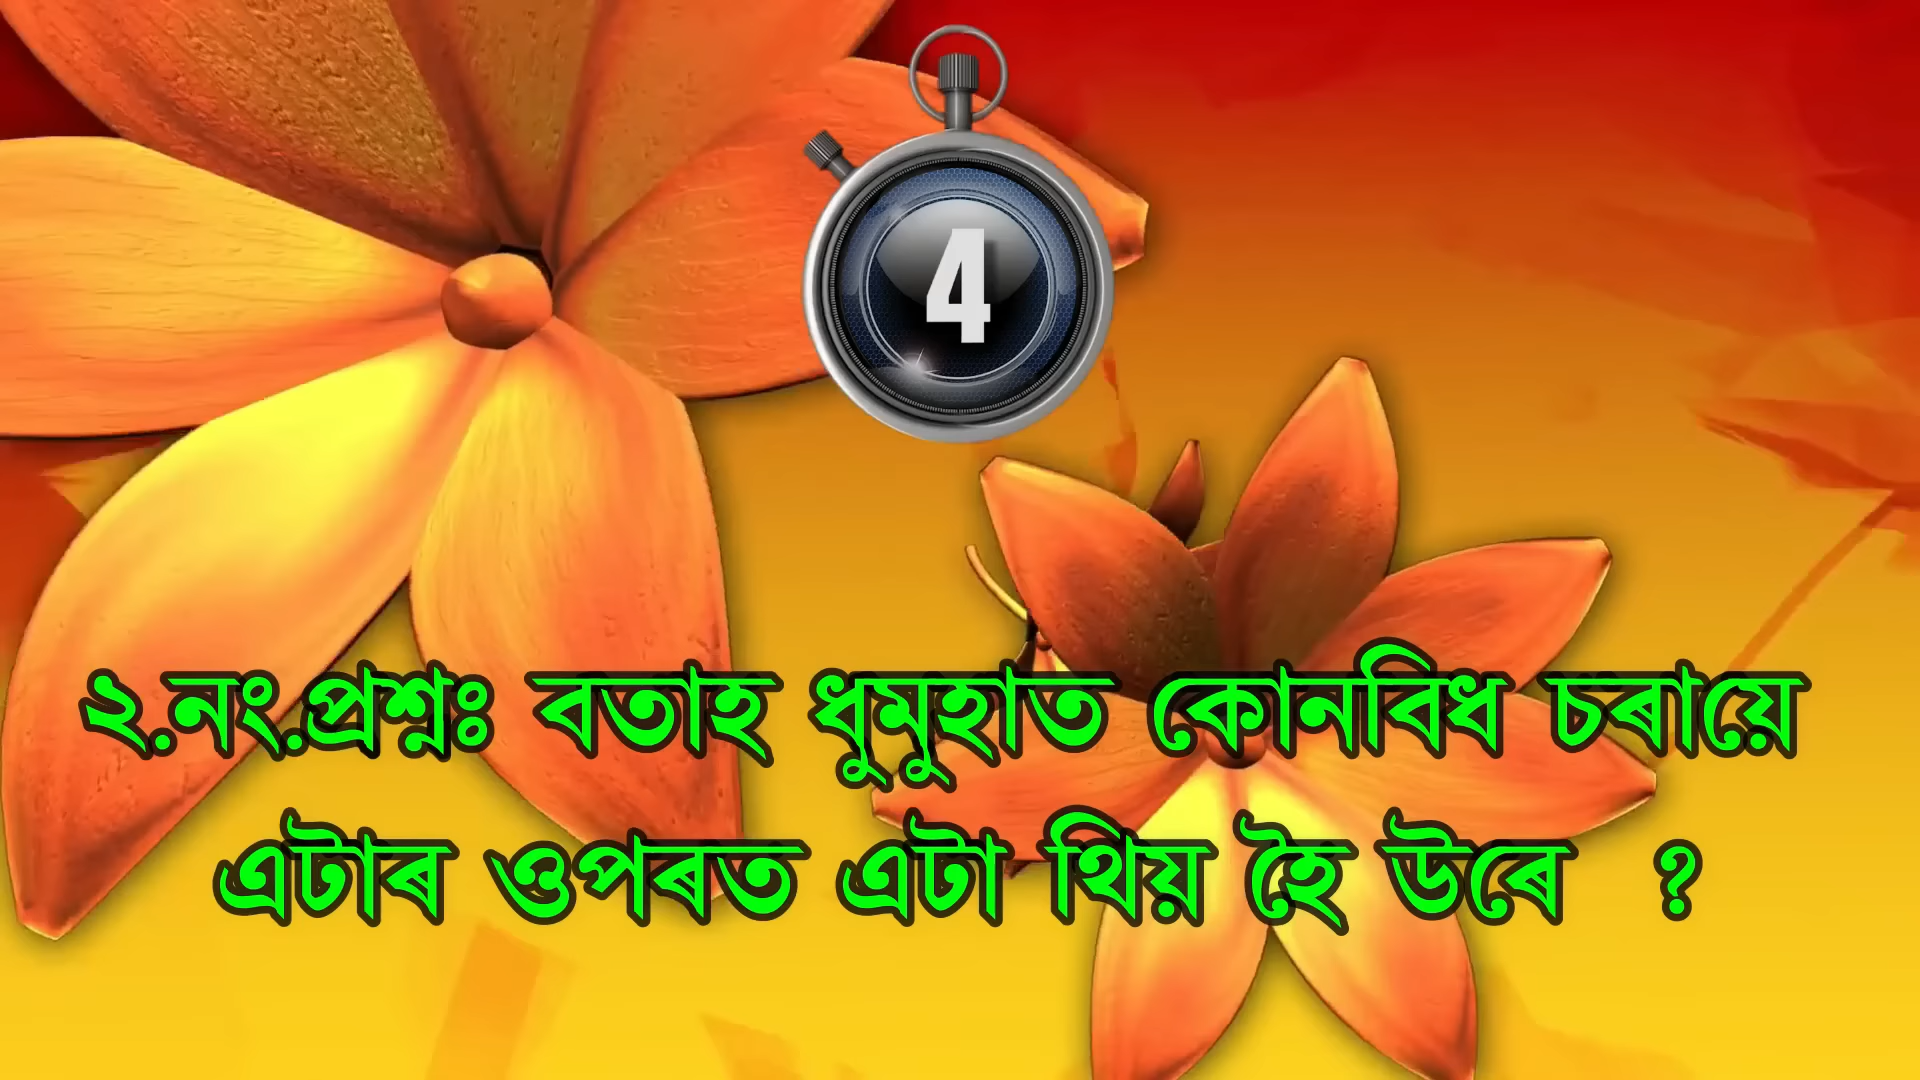 4
২.নং.প্ৰশ্নঃ বতাহ ধুমুহাত কোনবিধ চৰায়ে
এটাৰ ওপৰত এটা থিয় হৈ উৰে ?